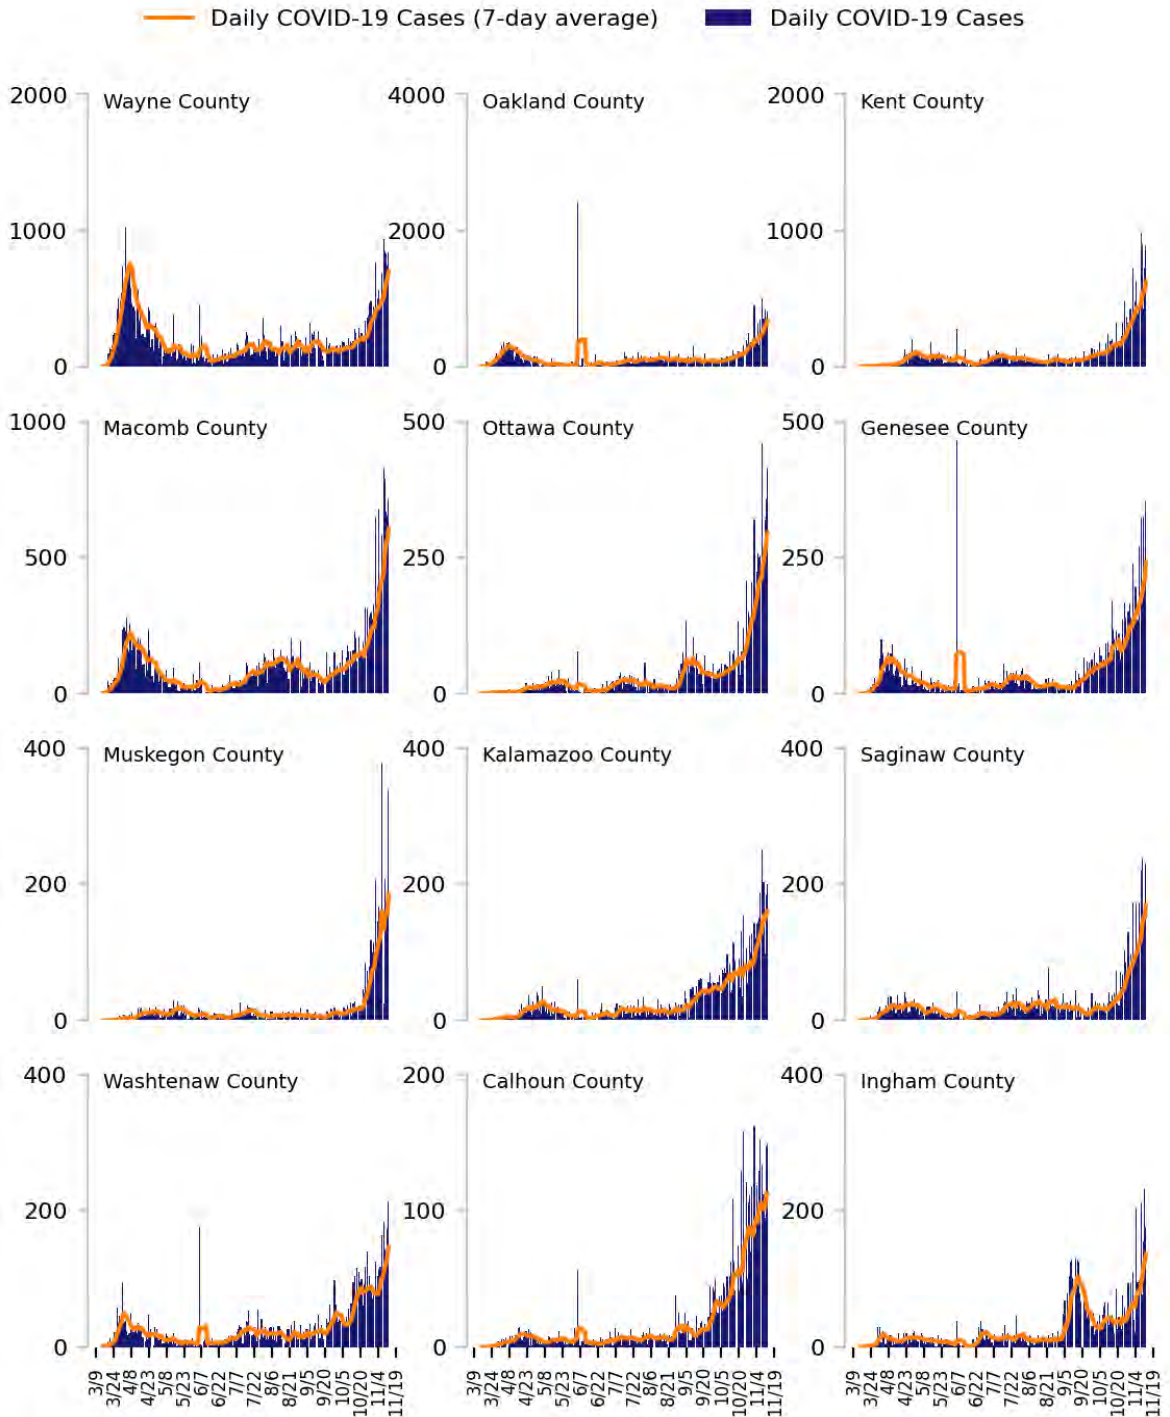 Daily COVID-19 Cases (7-day average) Daily COVID-19 Cases
2000 4000 2000
Wayne County Oakland County Kent County
1000 2000 1000
0 0 0
1000 500 500
Macomb County Ottawa County Genesee County
500 250 250
0 0 0
400 400 400
Muskegon County Kalamazoo County Saginaw County
200 200 200
0 0 0
400 200 400
Washtenaw County Calhoun County Ingham County
200 100 200
0 0 0
3/9 3/24 4/8 4/23 5/8 5/23 6/7 6/22 7/7 7/22 8/6 8/21 9/5 9/20 10/5 10/20 11/4 11/19 3/9 3/24 4/8 4/23 5/8 5/23 6/7 6/22 7/7 7/22 8/6 8/21 9/5 9/20 10/5 10/20 11/4 11/19 3/9 3/24 4/8 4/23 5/8 5/23 6/7 6/22 7/7 7/22 8/6 8/21 9/5 9/20 10/5 10/20 11/4 11/19